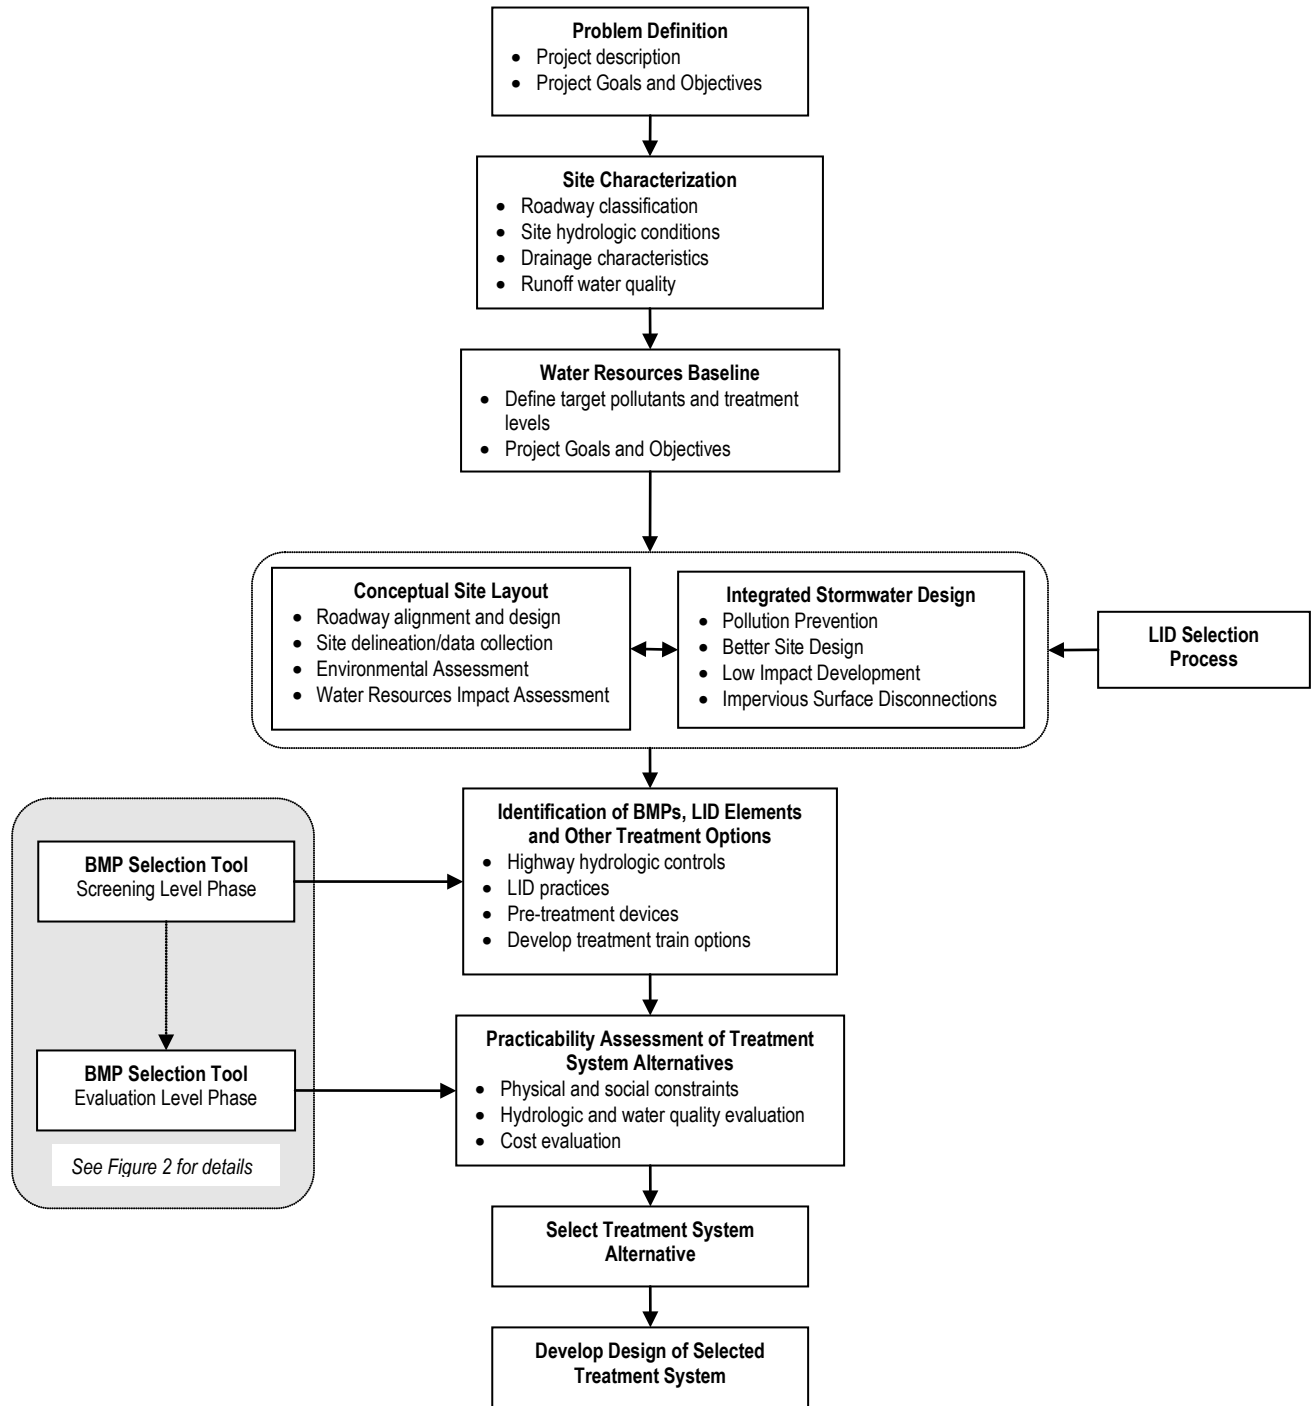 Problem Definition
• Project description
• Project Goals and Objectives
Site Characterization
• Roadway classification
• Site hydrologic conditions
• Drainage characteristics
• Runoff water quality
Water Resources Baseline
• Define target pollutants and treatment
levels
• Project Goals and Objectives
Conceptual Site Layout
• Roadway alignment and design
• Site delineation/data collection
• Environmental Assessment
• Water Resources Impact Assessment
Integrated Stormwater Design
• Pollution Prevention
• Better Site Design
• Low Impact Development
• Impervious Surface Disconnections
LID Selection
Process
Identification of BMPs, LID Elements
and Other Treatment Options
• Highway hydrologic controls
• LID practices
• Pre-treatment devices
• Develop treatment train options
BMP Selection Tool
Screening Level Phase
Practicability Assessment of Treatment
System Alternatives
• Physical and social constraints
• Hydrologic and water quality evaluation
• Cost evaluation
BMP Selection Tool
Evaluation Level Phase
See Figure 2 for details
Select Treatment System
Alternative
Develop Design of Selected
Treatment System